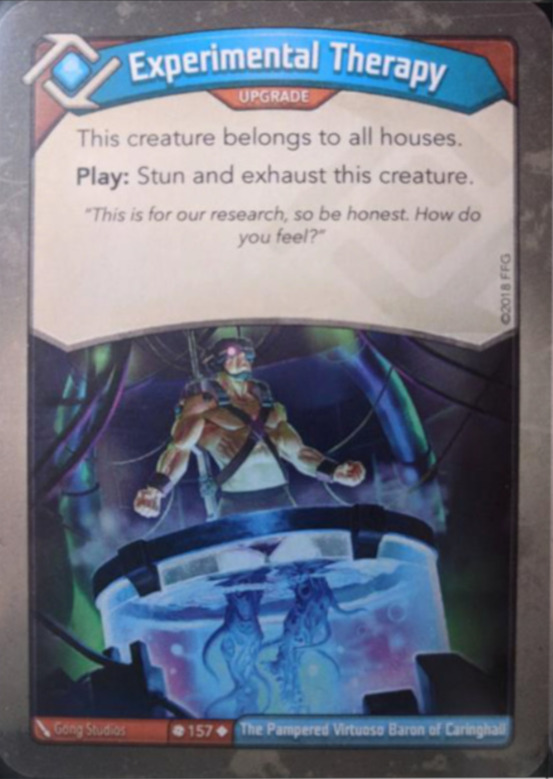 Experimental Therapy
UPGRADE
This creature belongs to all houses.
Play: Stun and exhaust this creature.
"This is for our research, so be honest. How do
you feel?"
©2018 FFG
Gong Studios
157
The Pampered Virtuoso Baron of Caringhall